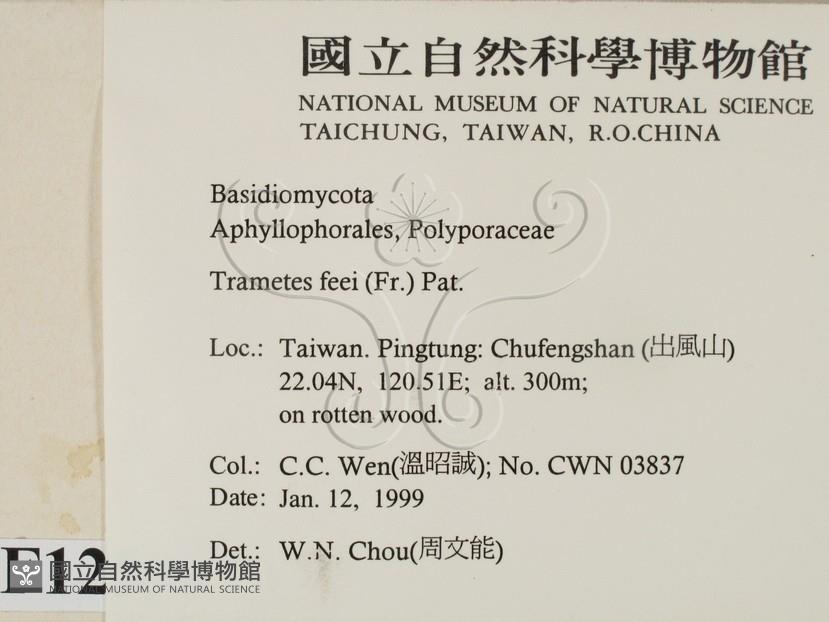 國立自然科學博物館
NATIONAL MUSEUM OF NATURAL SCIENCE
TAICHUNG, TAIWAN, R.O.CHINA
Basidiomycota
Aphyllophorales, Polyporaceae
Trametes feei (Fr.) Pat.
Loc.: Taiwan. Pingtung: Chufengshan (出風山)
22.04N, 120.51E; alt. 300m;
on rotten wood.
Col.: C.C. Wen(溫昭誠); No. CWN 03837
Date: Jan. 12, 1999
Det.: W.N. Chou(周文能)
F12
國立自然科學博物館
NATIONAL MUSEUM OF NATURAL SCIENCE